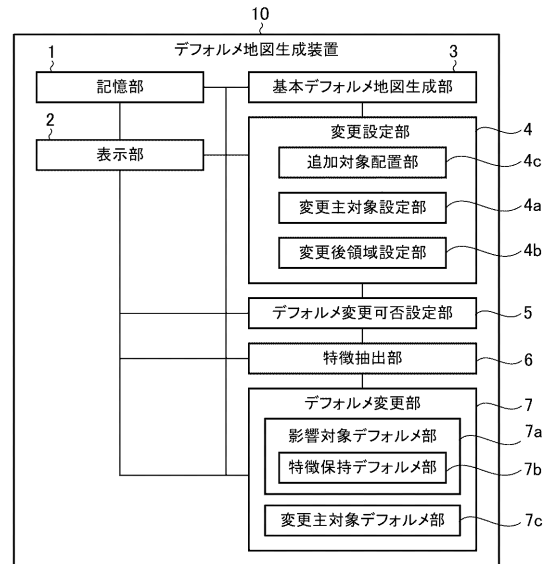 10
デフォルメ地図生成装置
1
記憶部
3
基本デフォルメ地図生成部
2
表示部
変更設定部
4
追加対象配置部
4c
変更主対象設定部
4a
変更後領域設定部
4b
デフォルメ変更可否設定部
5
特徴抽出部
6
デフォルメ変更部
7
影響対象デフォルメ部
7a
特徴保持デフォルメ部
7b
変更主対象デフォルメ部
7c